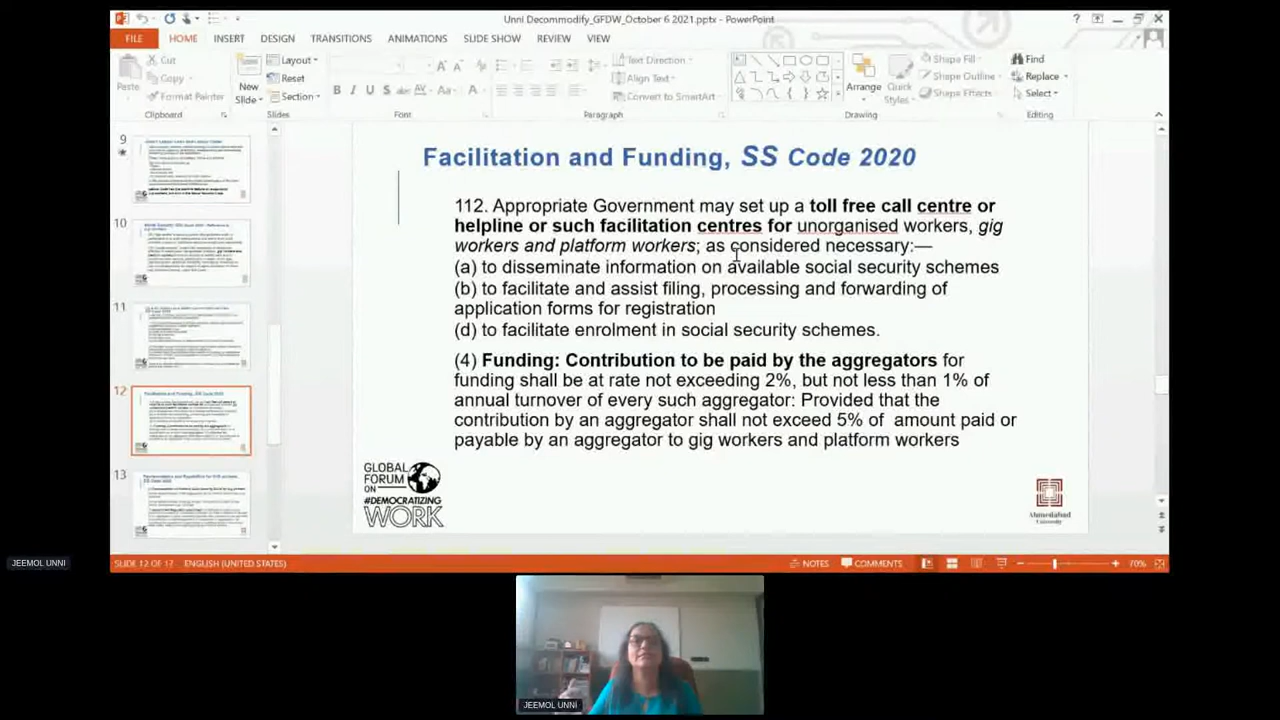 Unni Decommodify_GFDW_October 6 2021.pptx - PowerPoint
FILE
HOME
INSERT
DESIGN
TRANSITIONS
ANIMATIONS
SLIDE SHOW
REVIEW
VIEW
Paste
Cut
Copy
Format Painter
Clipboard
New Slide
Layout
Reset
Section
Slides
Font
Text Direction
Align Text
Convert to SmartArt
Paragraph
Arrange
Quick Styles
Shape Fill
Shape Outline
Shape Effects
Drawing
Find
Replace
Select
Editing
9
10
11
12
13
Facilitation and Funding, SS Code 2020
112. Appropriate Government may set up a toll free call centre or
helpline or such facilitation centres for unorganised workers, gig
workers and platform workers; as considered necessary:—
(a) to disseminate information on available social security schemes
(b) to facilitate and assist filing, processing and forwarding of
application forms for registration
(d) to facilitate enrolment in social security schemes.
(4) Funding: Contribution to be paid by the aggregators for
funding shall be at rate not exceeding 2%, but not less than 1% of
annual turnover of every such aggregator: Provided that the
contribution by an aggregator shall not exceed 5% of amount paid or
payable by an aggregator to gig workers and platform workers
GLOBAL
FORUM
ON
#DEMOCRATIZING
WORK
Ahmedabad
University
SLIDE 12 OF 17
ENGLISH (UNITED STATES)
NOTES
COMMENTS
70%
JEEMOL UNNI
JEEMOL UNNI